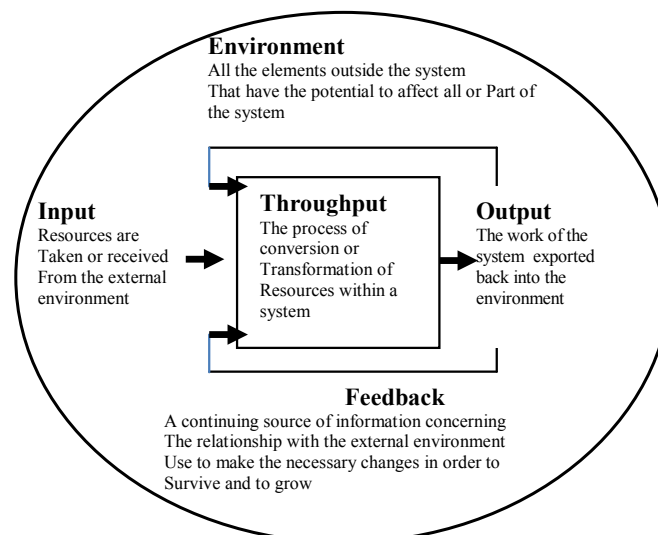 Environment
All the elements outside the system
That have the potential to affect all or Part of
the system
Input
Resources are
Taken or received
From the external
environment
Throughput
The process of
conversion or
Transformation of
Resources within a
system
Output
The work of the
system exported
back into the
environment
Feedback
A continuing source of information concerning
The relationship with the external environment
Use to make the necessary changes in order to
Survive and to grow